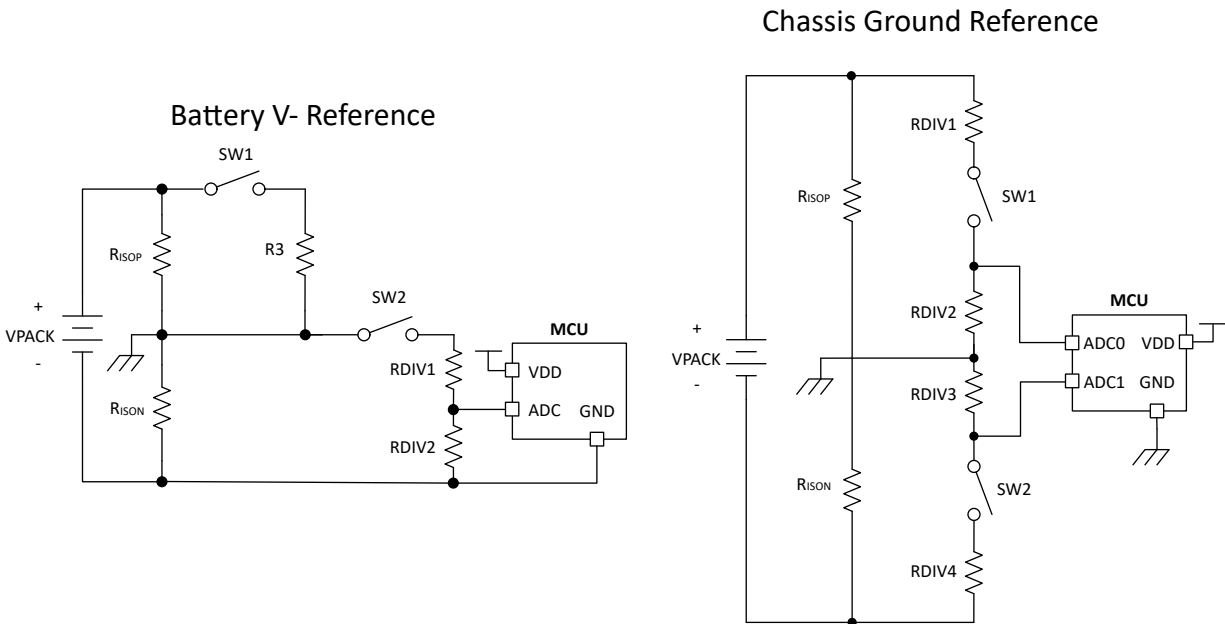 Chassis Ground Reference
Battery V- Reference
SW1
RISOP
R3
SW2
+
VPACK
-
RISON
RDIV1
RDIV2
MCU
VDD
ADC
GND
RDIV1
SW1
RISOP
RDIV2
+
VPACK
-
RDIV3
RISON
SW2
RDIV4
MCU
ADC0
VDD
ADC1
GND